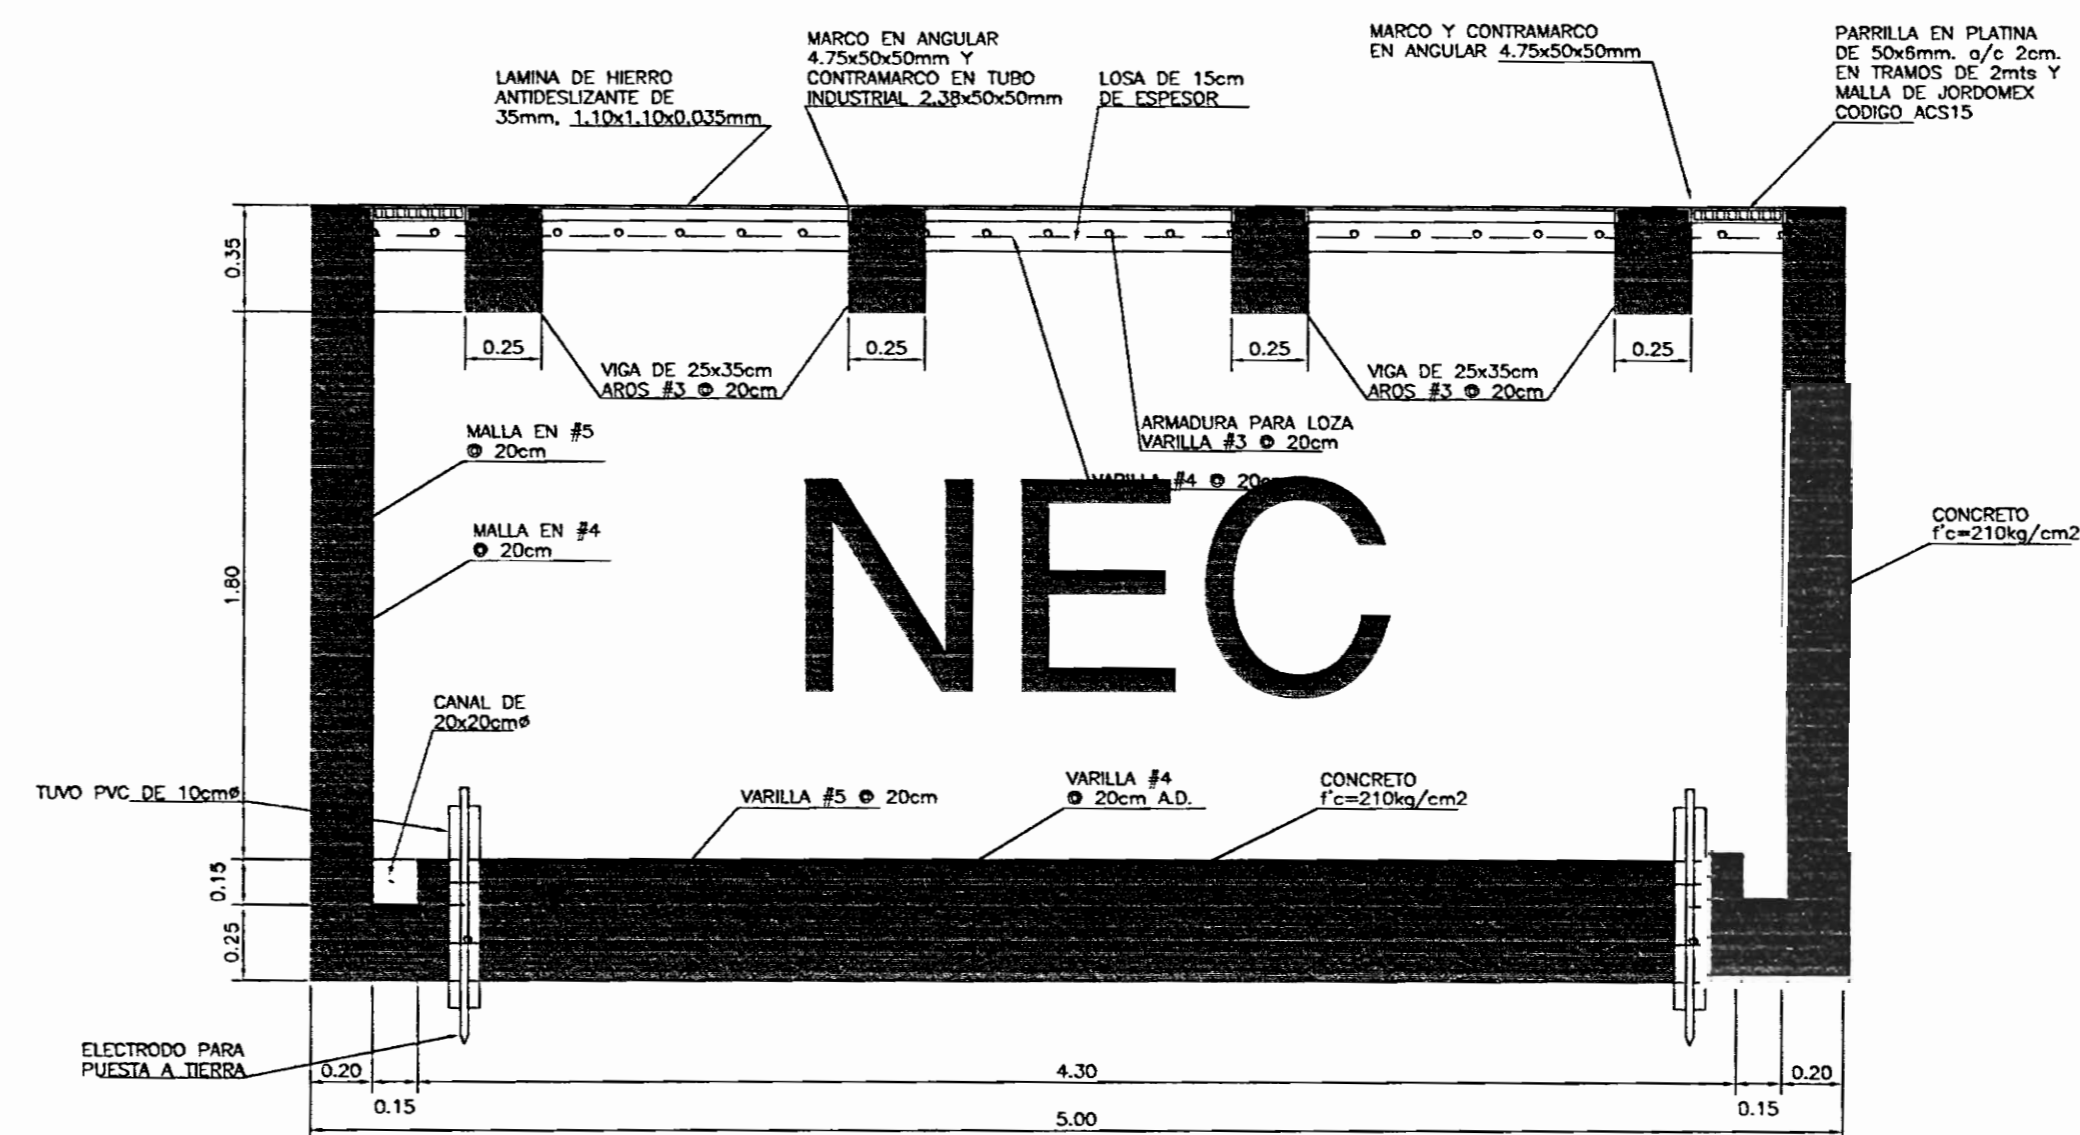 MARCO EN ANGULAR
4.75x50x50mm Y
CONTRAMARCO EN TUBO
INDUSTRIAL 2.38x50x50mm
MARCO Y CONTRAMARCO
EN ANGULAR 4.75x50x50mm
PARRILLA EN PLATINA
DE 50x6mm. a/c 2cm.
EN TRAMOS DE 2mts Y
MALLA DE JORDOMEX
CODIGO ACS15
LAMINA DE HIERRO
ANTIDESLIZANTE DE
35mm, 1.10x1.10x0.035mm
LOSA DE 15cm
DE ESPESOR
0.35
0.25
0.25
0.25
0.25
VIGA DE 25x35cm
AROS #3 @ 20cm
VIGA DE 25x35cm
AROS #3 @ 20cm
MALLA EN #5
@ 20cm
ARMADURA PARA LOZA
VARILLA #3 @ 20cm
VARILLA #4 @ 20cm
NEC
MALLA EN #4
@ 20cm
CONCRETO
f'c=210kg/cm2
1.80
CANAL DE
20x20cmø
TUVO PVC DE 10cmø
VARILLA #5 @ 20cm
VARILLA #4
@ 20cm A.D.
CONCRETO
f'c=210kg/cm2
0.15
0.25
ELECTRODO PARA
PUESTA A TIERRA
0.20
4.30
0.20
0.15
0.15
5.00